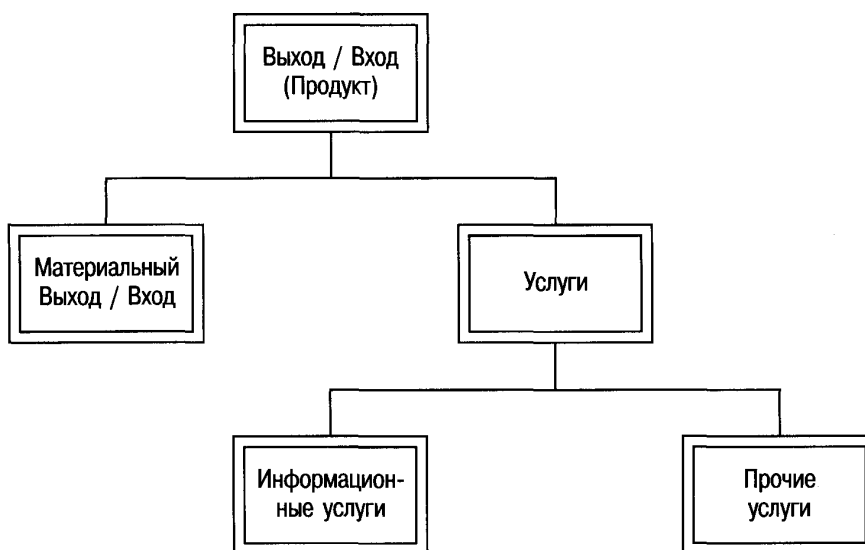 Выход / Вход
(Продукт)
Материальный
Выход / Вход
Услуги
Информацион-
ные услуги
Прочие
услуги